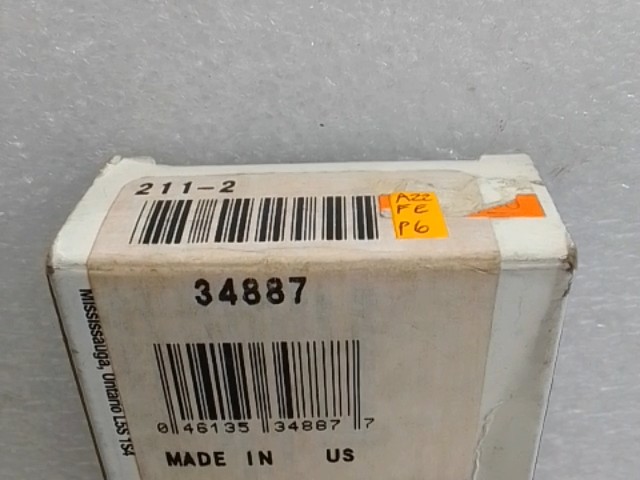 211-2
A22
FE
P6
34887
0 46135 34887 7
MADE IN US
Mississauga, Ontario L5S 1S4